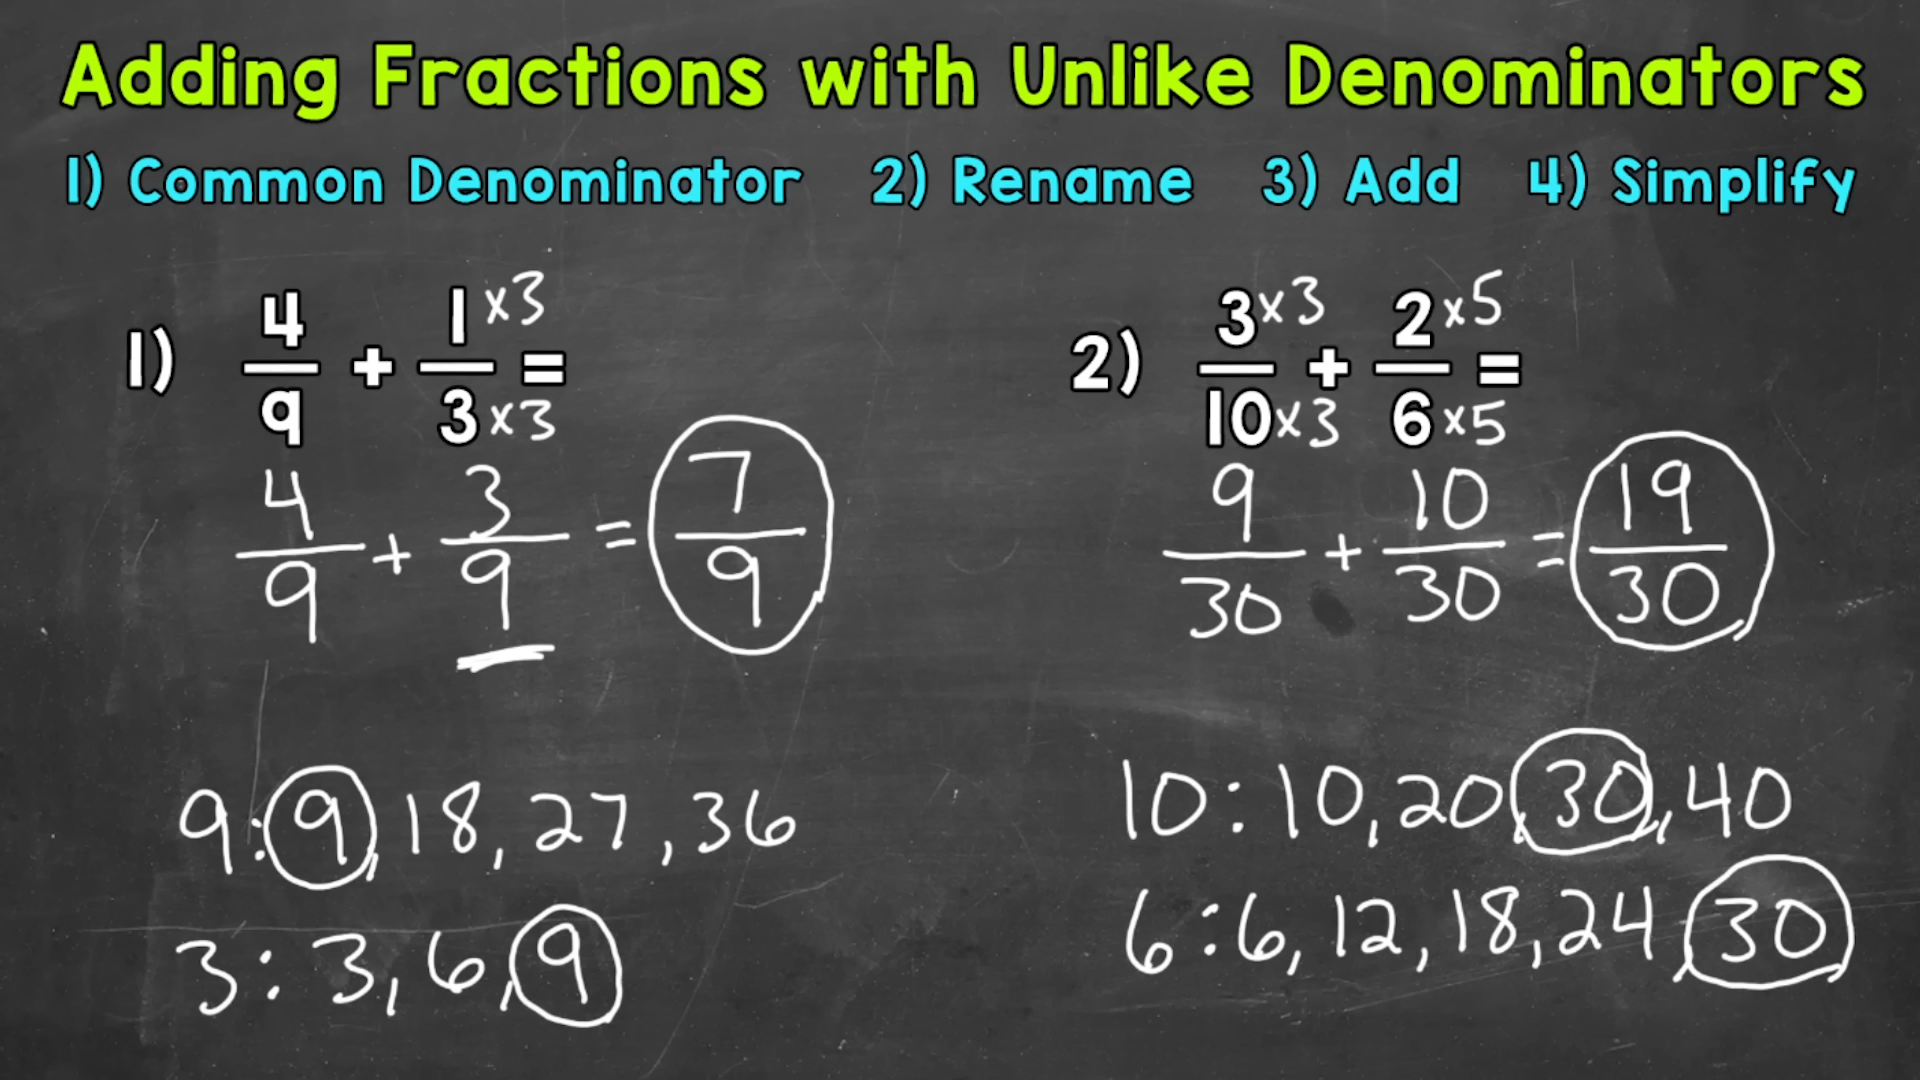 Adding Fractions with Unlike Denominators
1) Common Denominator 2) Rename 3) Add 4) Simplify
1) 4/9 + 1/3 =
×3
×3
4/9 + 3/9 = 7/9
9: 9, 18, 27, 36
3: 3, 6, 9
2) 3/10 + 2/6 =
×3 ×5
×3 ×5
9/30 + 10/30 = 19/30
10: 10, 20, 30, 40
6: 6, 12, 18, 24, 30